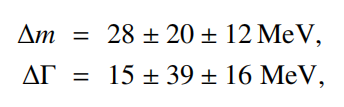 Δm = 28 ± 20 ± 12 MeV,
ΔΓ = 15 ± 39 ± 16 MeV,